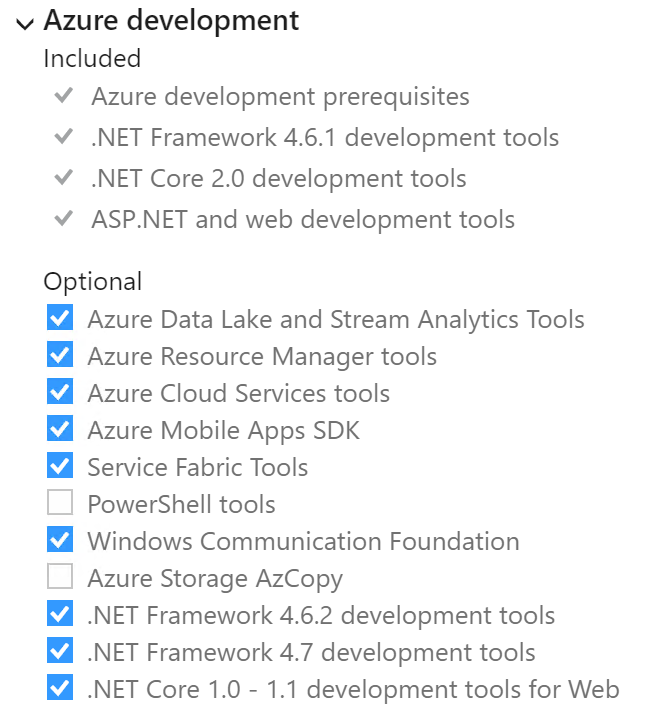 Azure development
Included
Azure development prerequisites
.NET Framework 4.6.1 development tools
.NET Core 2.0 development tools
ASP.NET and web development tools
Optional
Azure Data Lake and Stream Analytics Tools
Azure Resource Manager tools
Azure Cloud Services tools
Azure Mobile Apps SDK
Service Fabric Tools
PowerShell tools
Windows Communication Foundation
Azure Storage AzCopy
.NET Framework 4.6.2 development tools
.NET Framework 4.7 development tools
.NET Core 1.0 - 1.1 development tools for Web